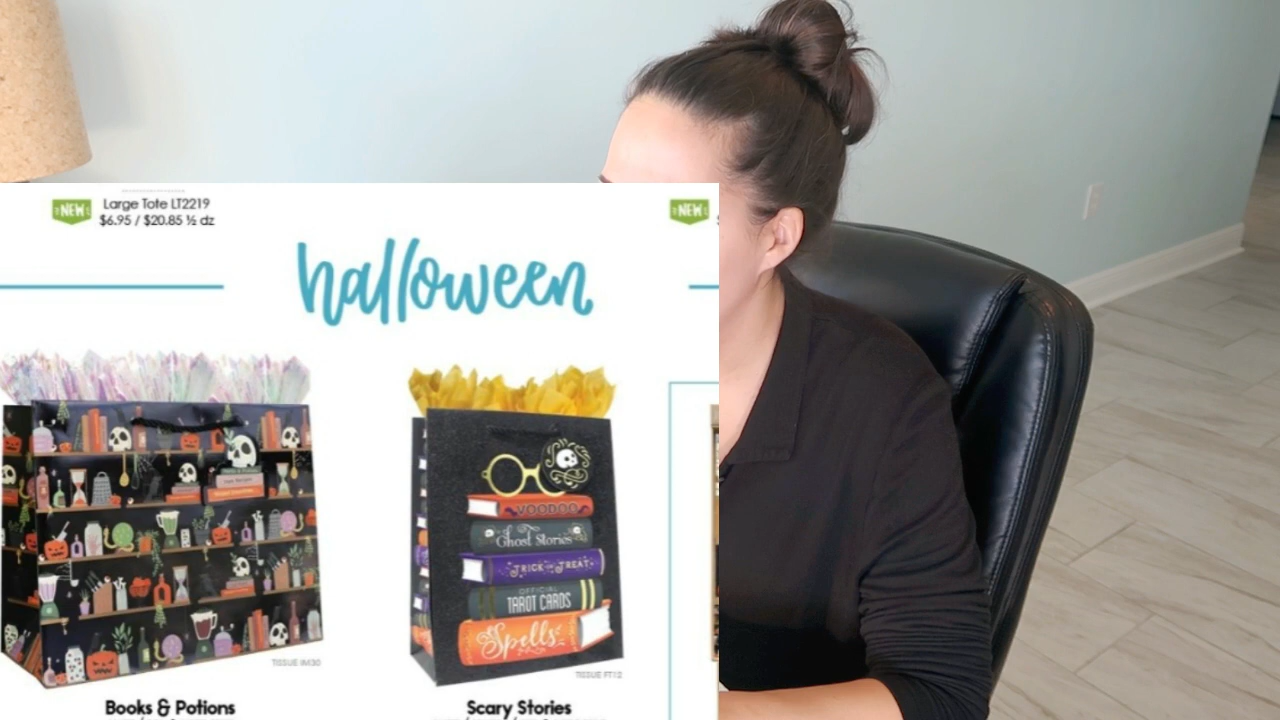 NEW
Large Tote LT2219
$6.95 / $20.85 ½ dz
NEW
halloween
VOODOO
Ghost Stories
TRICK OR TREAT
OFFICIAL
TAROT CARDS
Spells
TISSUE IM30
TISSUE FT12
Books & Potions
Scary Stories